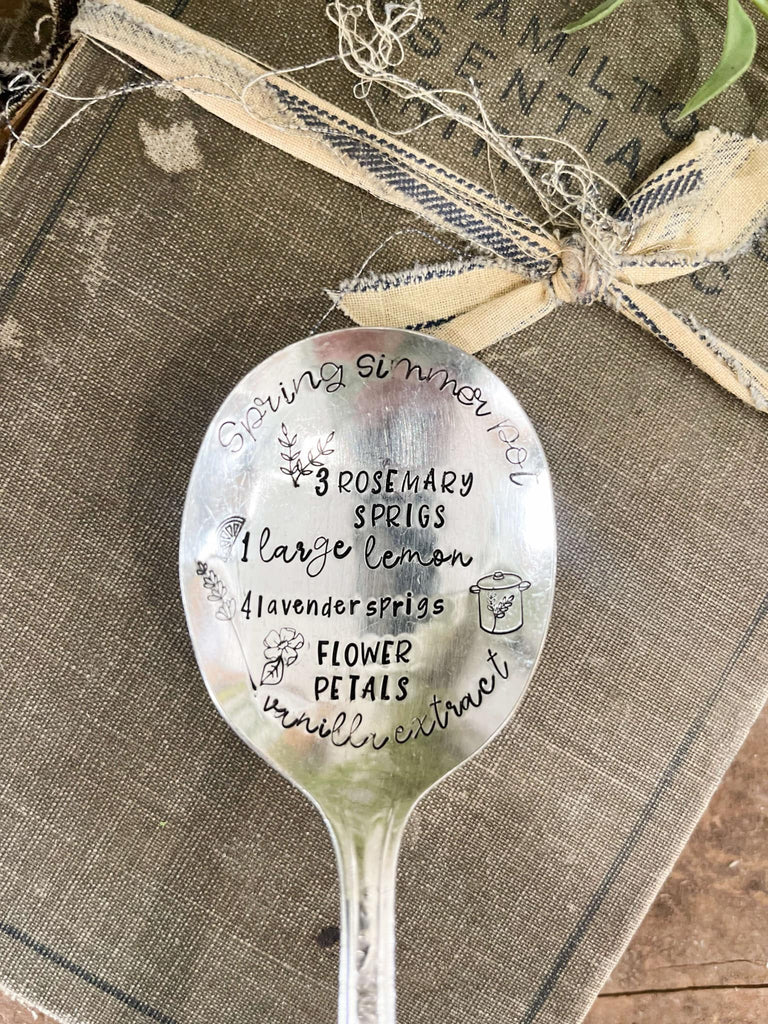 spring simmer pot
3 ROSEMARY
SPRIGS
1 large lemon
4 lavender sprigs
FLOWER
PETALS
vanilla extract